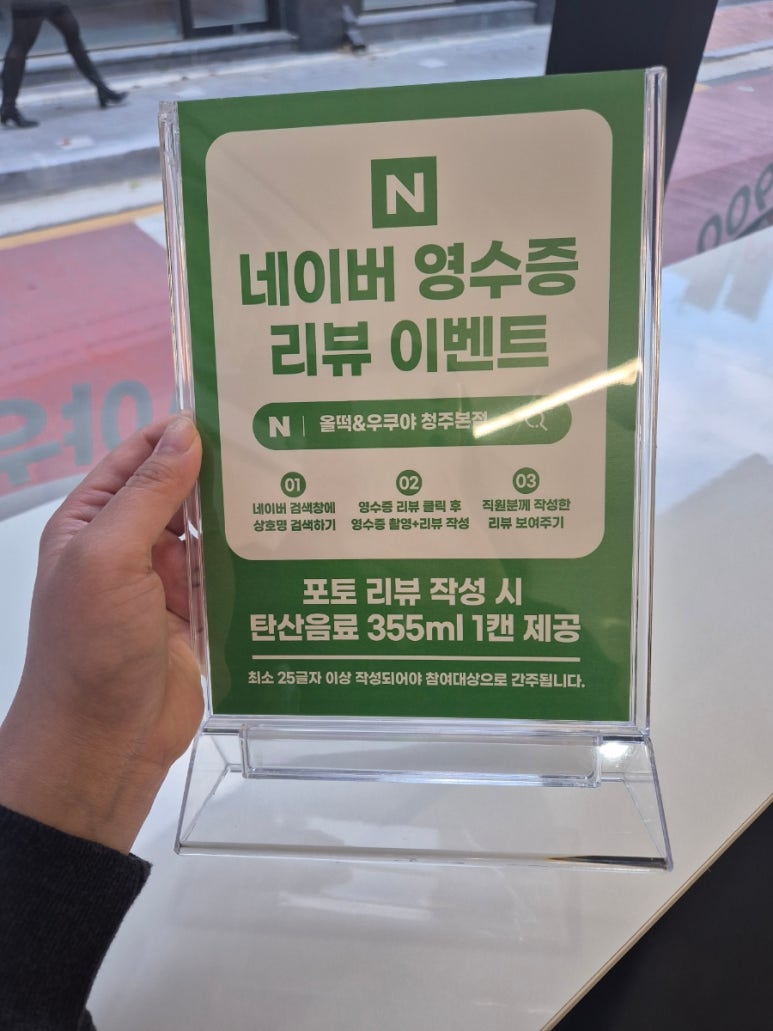 N
네이버 영수증
리뷰 이벤트
N | 올떡&우쿠야 청주본점
01
네이버 검색창에
상호명 검색하기
02
영수증 리뷰 클릭 후
영수증 촬영+리뷰 작성
03
직원분께 작성한
리뷰 보여주기
포토 리뷰 작성 시
탄산음료 355ml 1캔 제공
최소 25글자 이상 작성되어야 참여대상으로 간주됩니다.